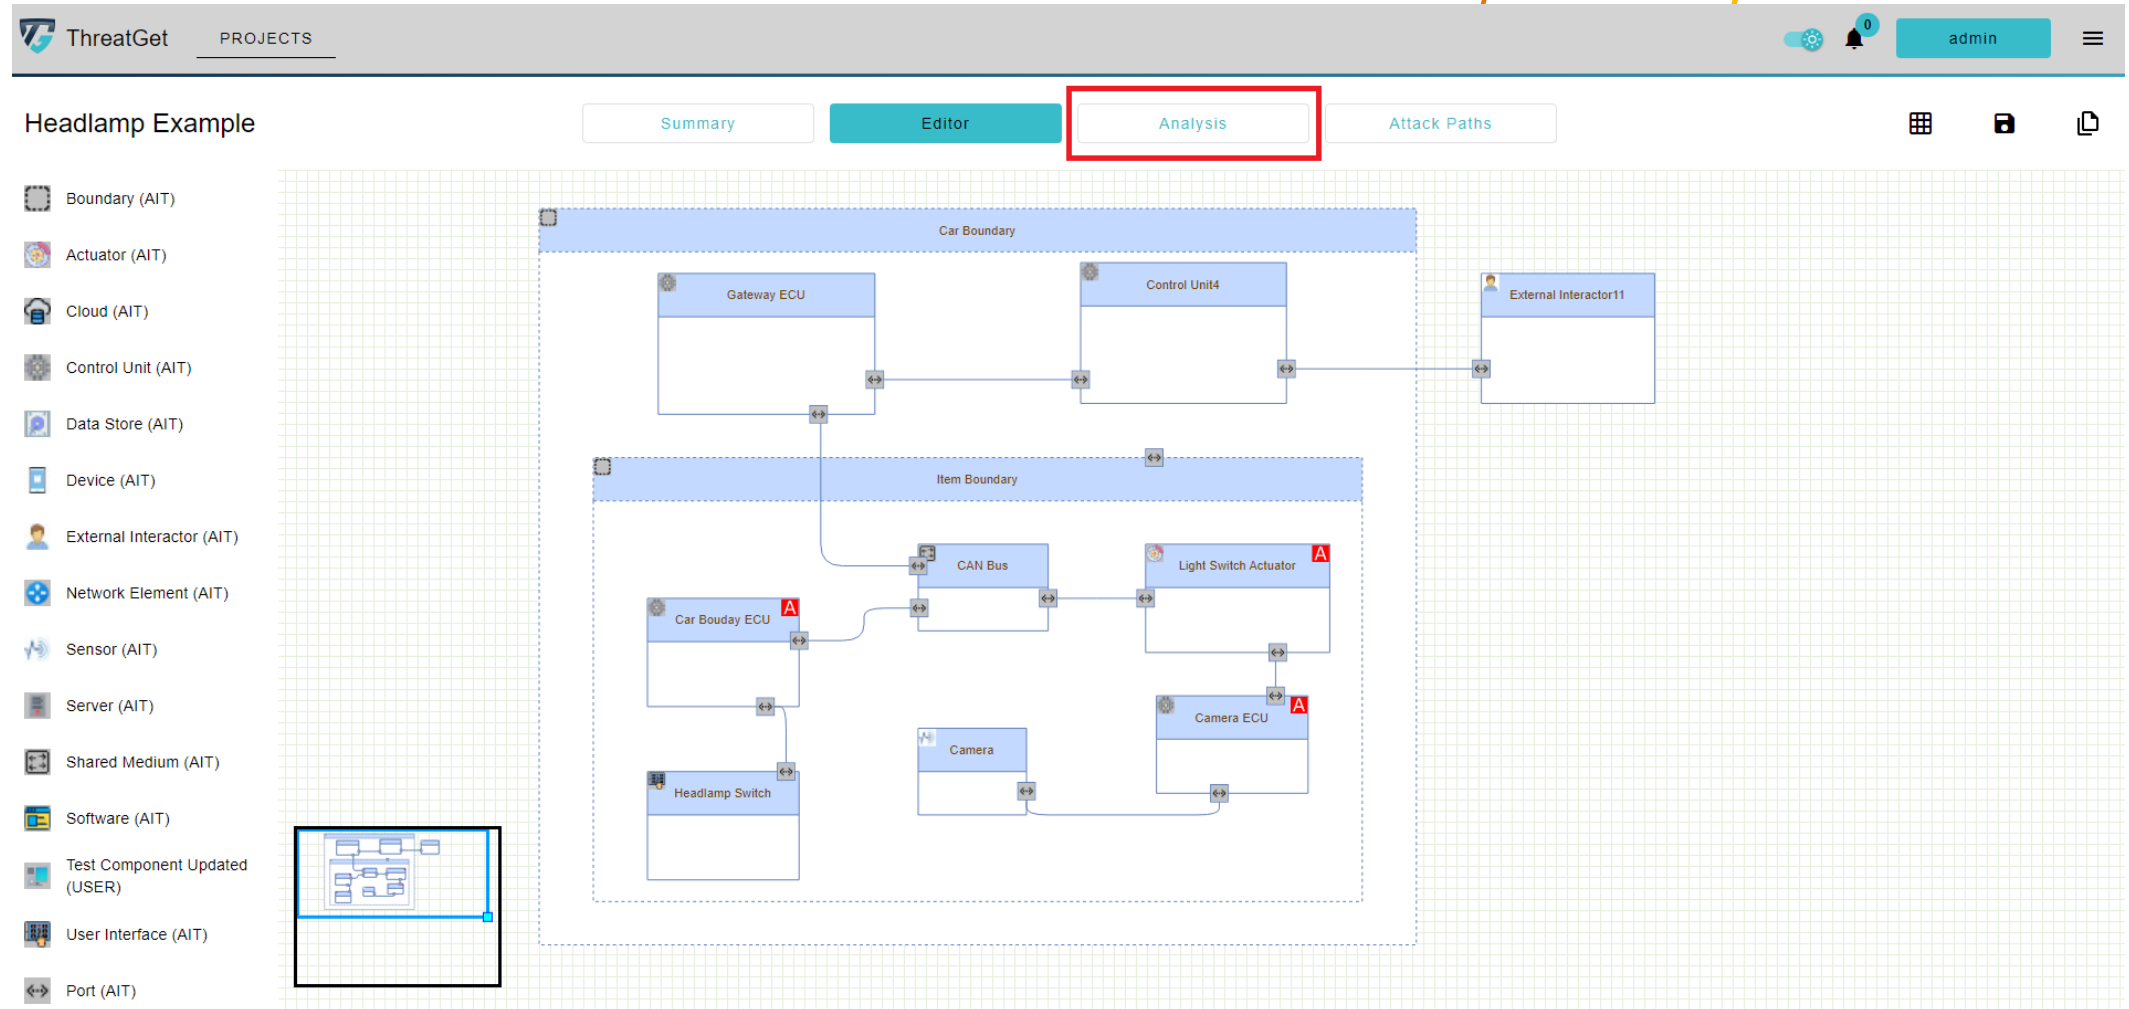 ThreatGet PROJECTS 0 admin
Headlamp Example Summary Editor Analysis Attack Paths
Boundary (AIT)
Actuator (AIT)
Cloud (AIT)
Control Unit (AIT)
Data Store (AIT)
Device (AIT)
External Interactor (AIT)
Network Element (AIT)
Sensor (AIT)
Server (AIT)
Shared Medium (AIT)
Software (AIT)
Test Component Updated
(USER)
User Interface (AIT)
Port (AIT)
Car Boundary
Gateway ECU
Control Unit4
External Interactor11
Item Boundary
CAN Bus
Light Switch Actuator A
Car Bouday ECU A
Camera ECU A
Camera
Headlamp Switch